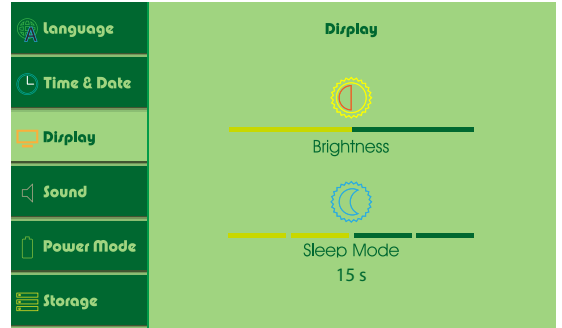 Language
Time & Date
Display
Sound
Power Mode
Storage
Display
Brightness
Sleep Mode
15 s